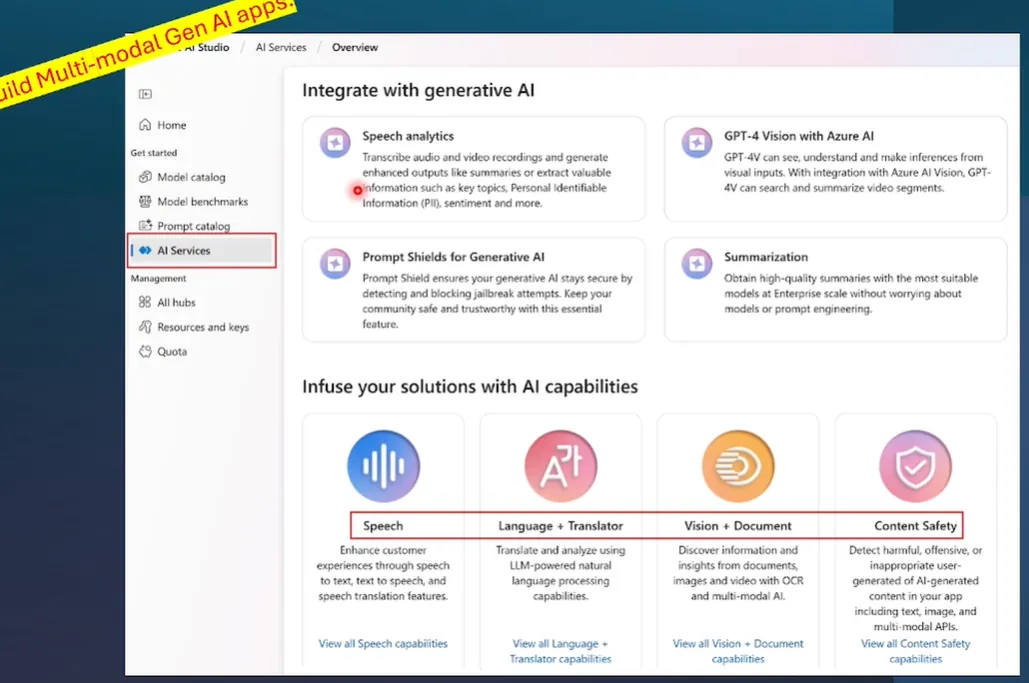 uild Multi-modal Gen AI apps.
AI Studio / AI Services / Overview
Home
Get started
Model catalog
Model benchmarks
Prompt catalog
AI Services
Management
All hubs
Resources and keys
Quota
Integrate with generative AI
Speech analytics
Transcribe audio and video recordings and generate
enhanced outputs like summaries or extract valuable
information such as key topics, Personal Identifiable
Information (PII), sentiment and more.
GPT-4 Vision with Azure AI
GPT-4V can see, understand and make inferences from
visual inputs. With integration with Azure AI Vision, GPT-
4V can search and summarize video segments.
Prompt Shields for Generative AI
Prompt Shield ensures your generative AI stays secure by
detecting and blocking jailbreak attempts. Keep your
community safe and trustworthy with this essential
feature.
Summarization
Obtain high-quality summaries with the most suitable
models at Enterprise scale without worrying about
models or prompt engineering.
Infuse your solutions with AI capabilities
Speech
Enhance customer
experiences through speech
to text, text to speech, and
speech translation features.
View all Speech capabilities
A가
Language + Translator
Translate and analyze using
LLM-powered natural
language processing
capabilities.
View all Language +
Translator capabilities
Vision + Document
Discover information and
insights from documents,
images and video with OCR
and multi-modal AI.
View all Vision + Document
capabilities
Content Safety
Detect harmful, offensive, or
inappropriate user-
generated of AI-generated
content in your app
including text, image, and
multi-modal APIs.
View all Content Safety
capabilities